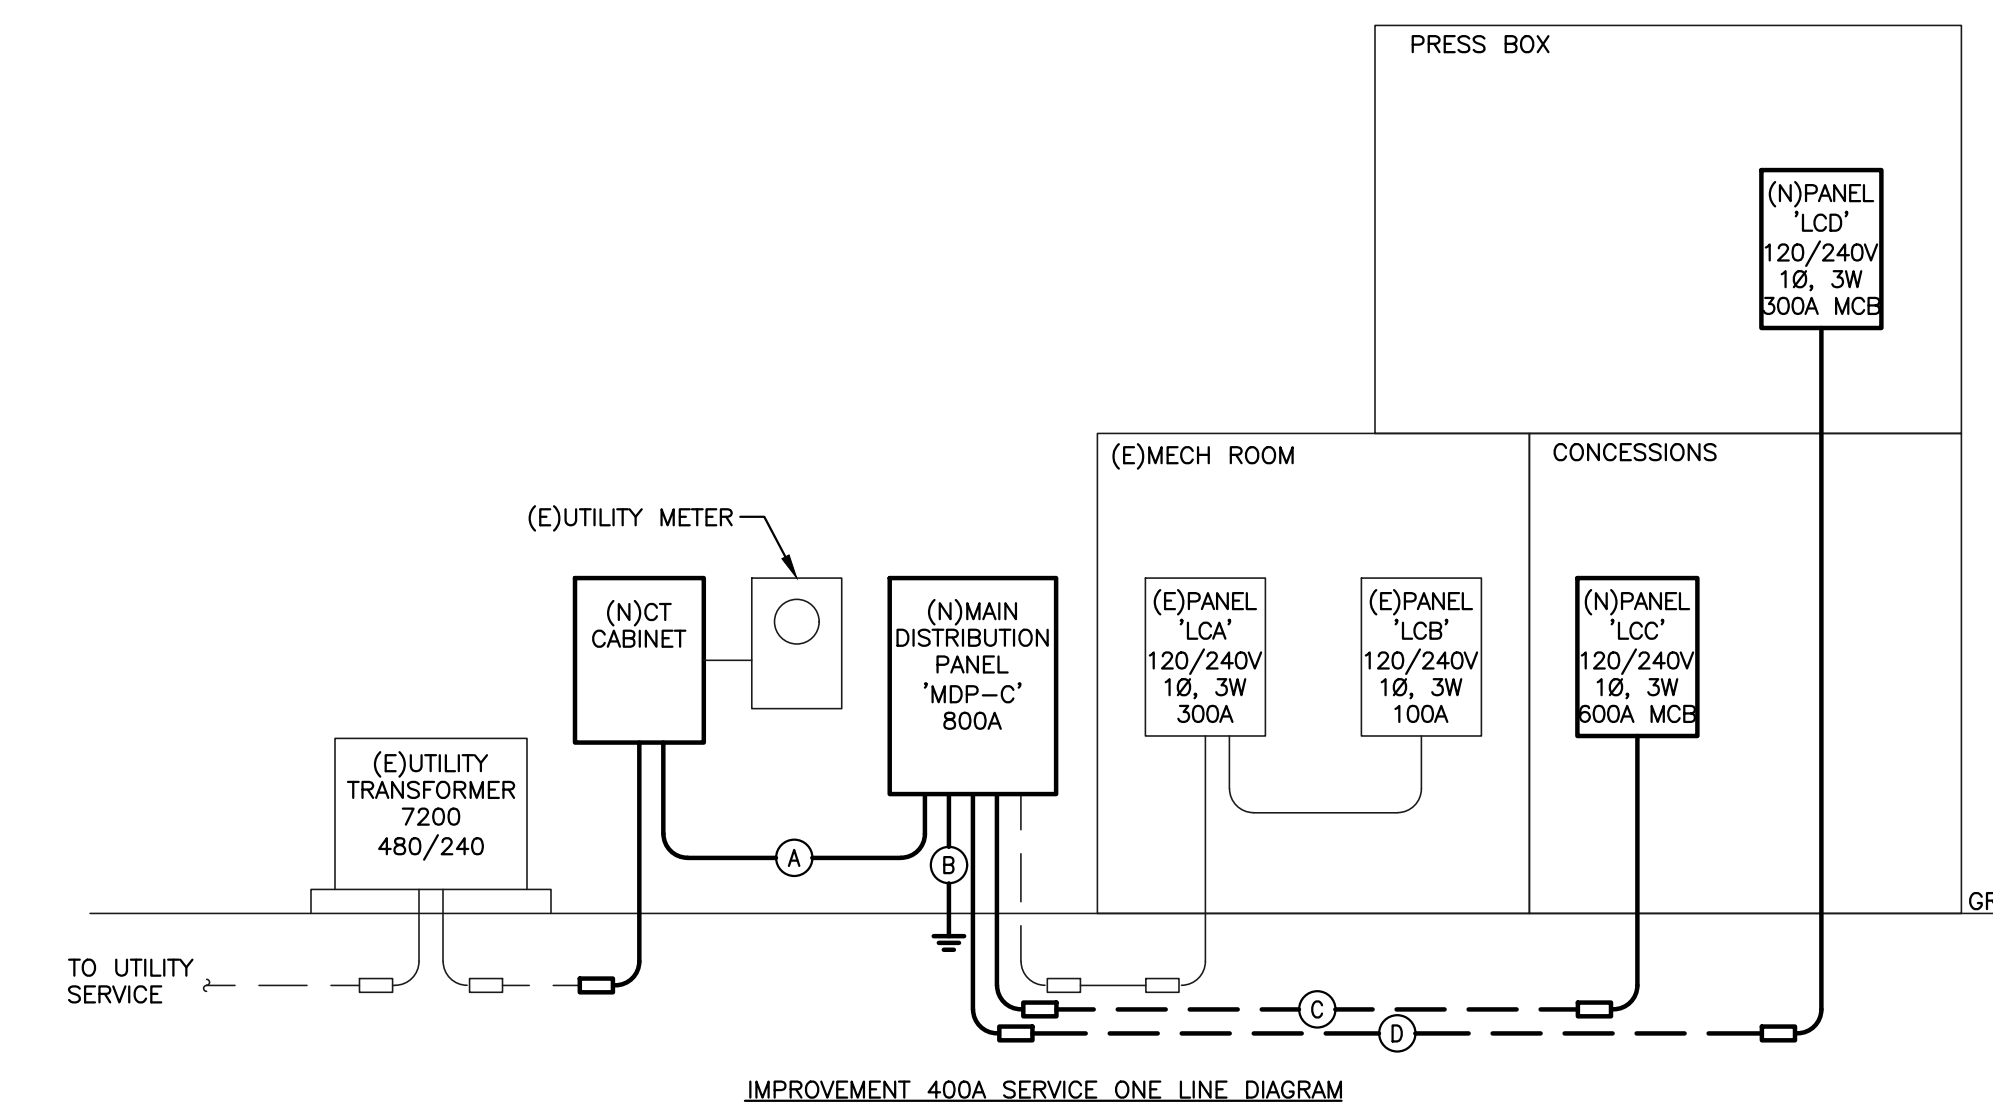 PRESS BOX
(N)PANEL
'LCD'
120/240V
1Ø, 3W
300A MCB
(E)MECH ROOM
CONCESSIONS
(E)UTILITY METER
(N)CT
CABINET
(N)MAIN
DISTRIBUTION
PANEL
'MDP-C'
800A
(E)PANEL
'LCA'
120/240V
1Ø, 3W
300A
(E)PANEL
'LCB'
120/240V
1Ø, 3W
100A
(N)PANEL
'LCC'
120/240V
1Ø, 3W
600A MCB
(E)UTILITY
TRANSFORMER
7200
480/240
A
B
GR
TO UTILITY
SERVICE
C
D
IMPROVEMENT 400A SERVICE ONE LINE DIAGRAM